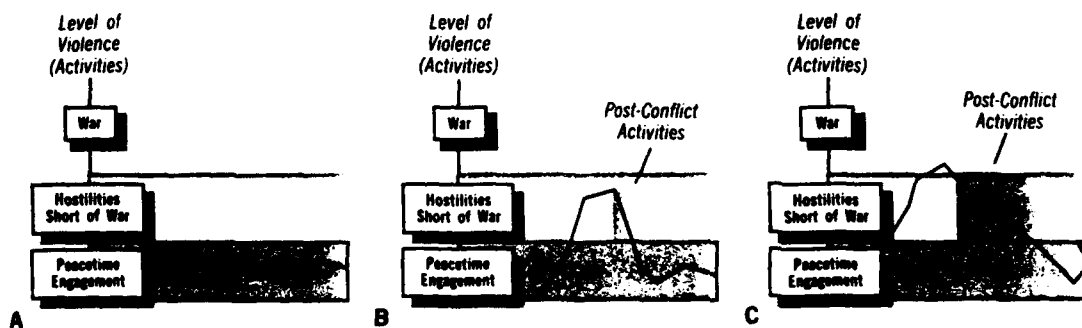 Level of
Violence
(Activities)
War
Hostilities
Short of War
Peacetime
Engagement
A
Level of
Violence
(Activities)
War
Post-Conflict
Activities
Hostilities
Short of War
Peacetime
Engagement
B
Level of
Violence
(Activities)
War
Post-Conflict
Activities
Hostilities
Short of War
Peacetime
Engagement
C